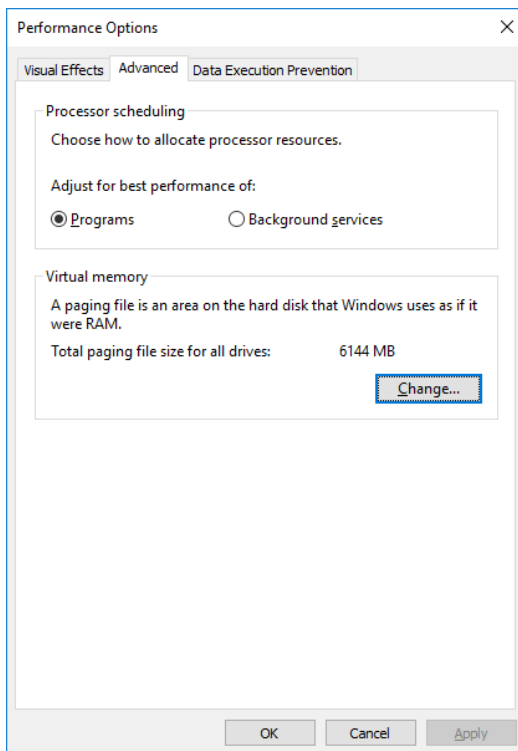 Performance Options
Visual Effects Advanced Data Execution Prevention
Processor scheduling
Choose how to allocate processor resources.
Adjust for best performance of:
Programs Background services
Virtual memory
A paging file is an area on the hard disk that Windows uses as if it
were RAM.
Total paging file size for all drives: 6144 MB
Change...
OK Cancel Apply